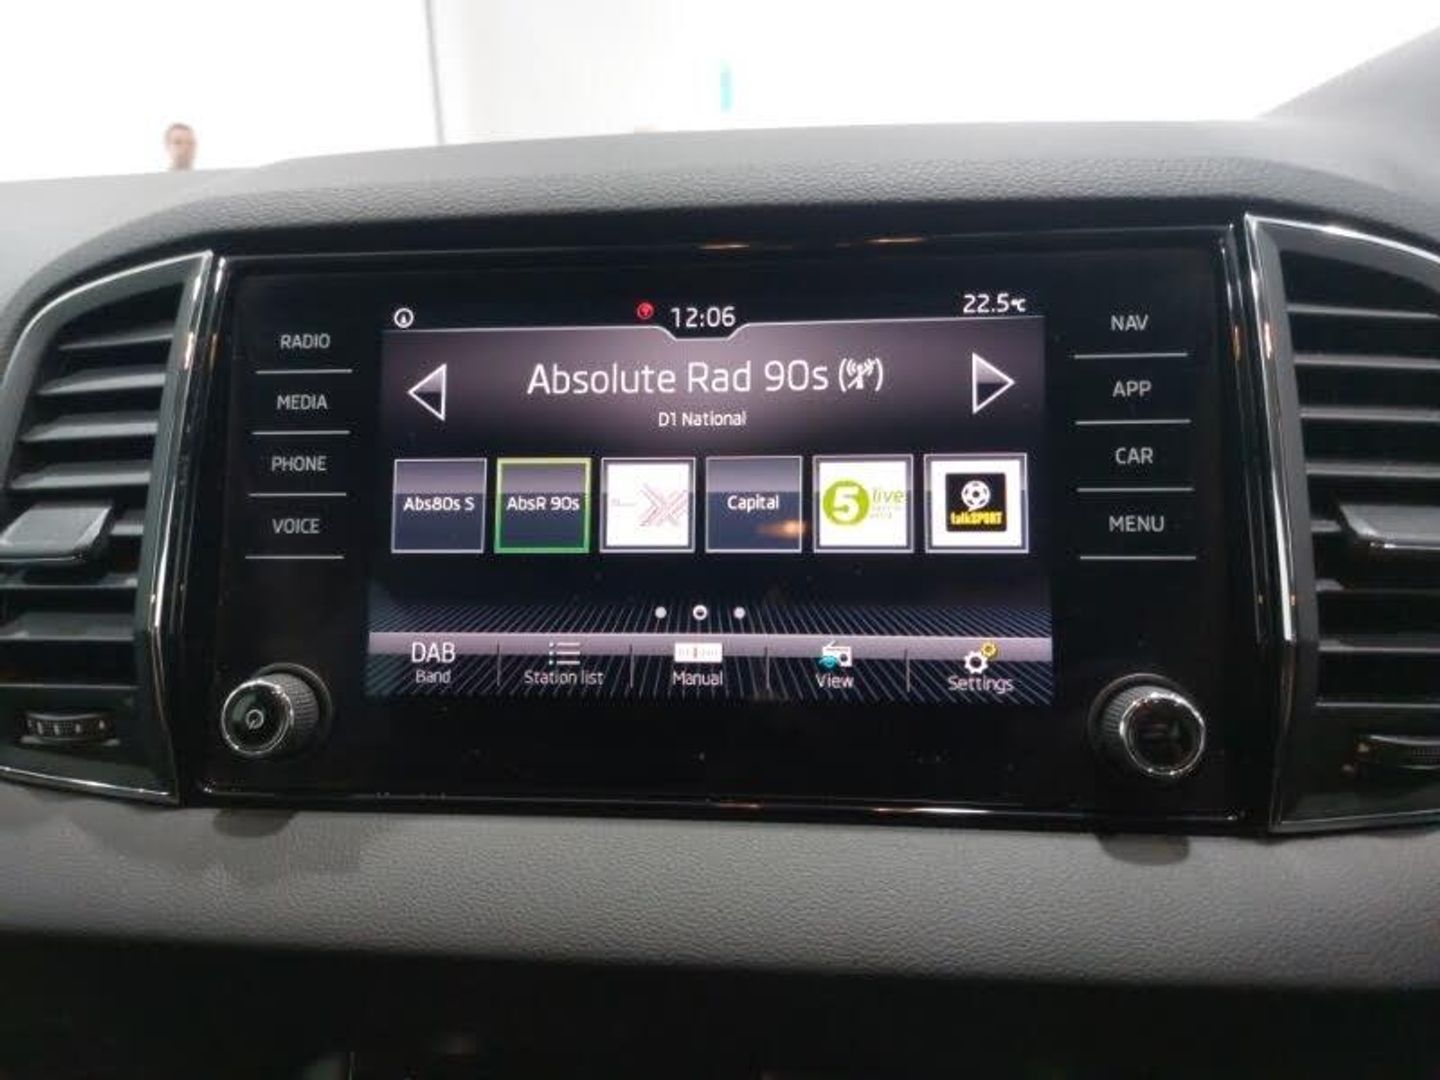 12:06
22.5°C
RADIO
MEDIA
PHONE
VOICE
Absolute Rad 90s
D1 National
Abs80s S
AbsR 90s
Capital
5 live
talkSPORT
DAB
Band
Station list
Manual
View
Settings
NAV
APP
CAR
MENU